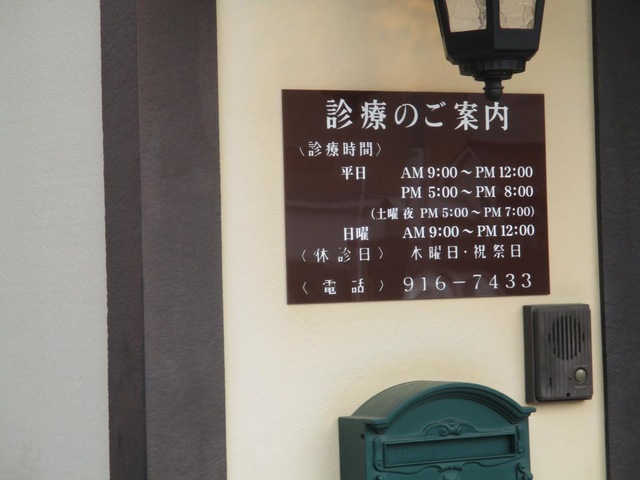 診療のご案内
〈診療時間〉
平日 AM 9:00～PM 12:00
PM 5:00～PM 8:00
(土曜 夜 PM 5:00～PM 7:00)
日曜 AM 9:00～PM 12:00
〈休診日〉 木曜日・祝祭日
〈電話〉 916－7433